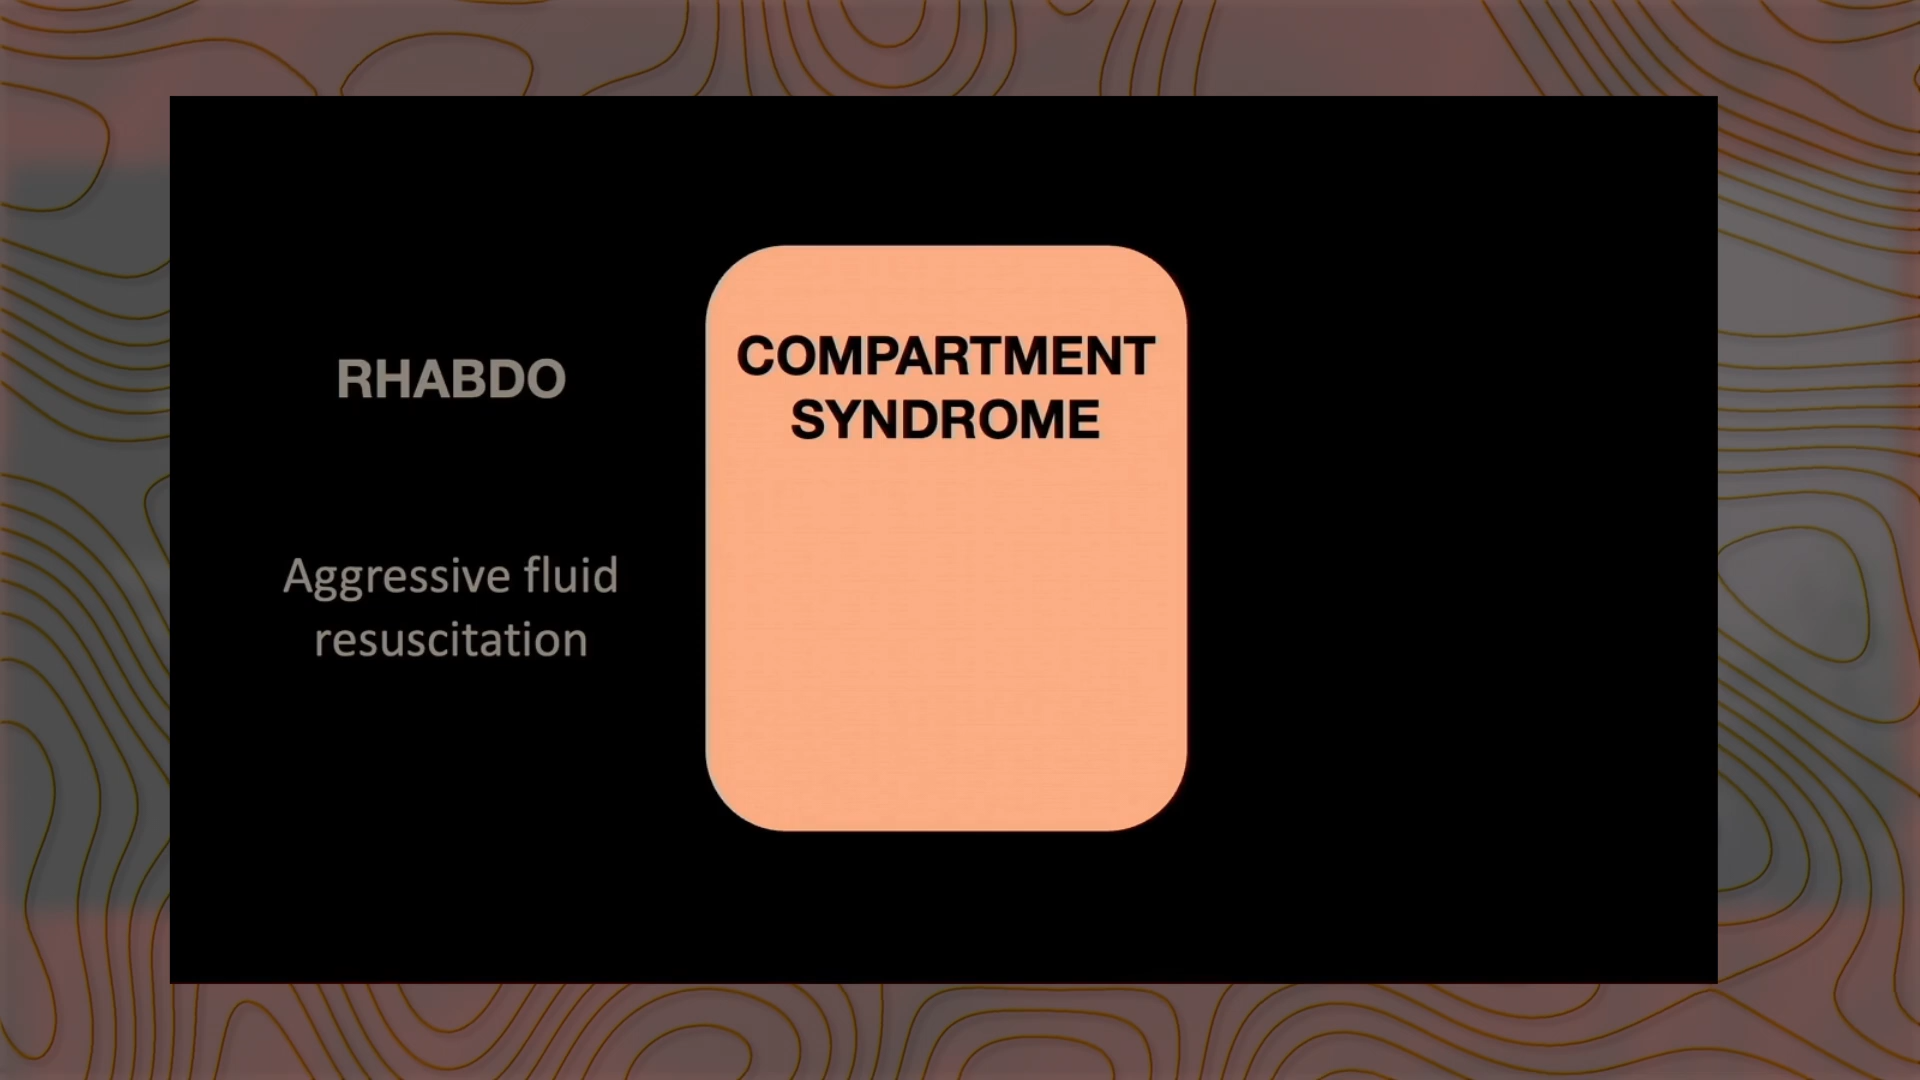 RHABDO
Aggressive fluid
resuscitation
COMPARTMENT
SYNDROME